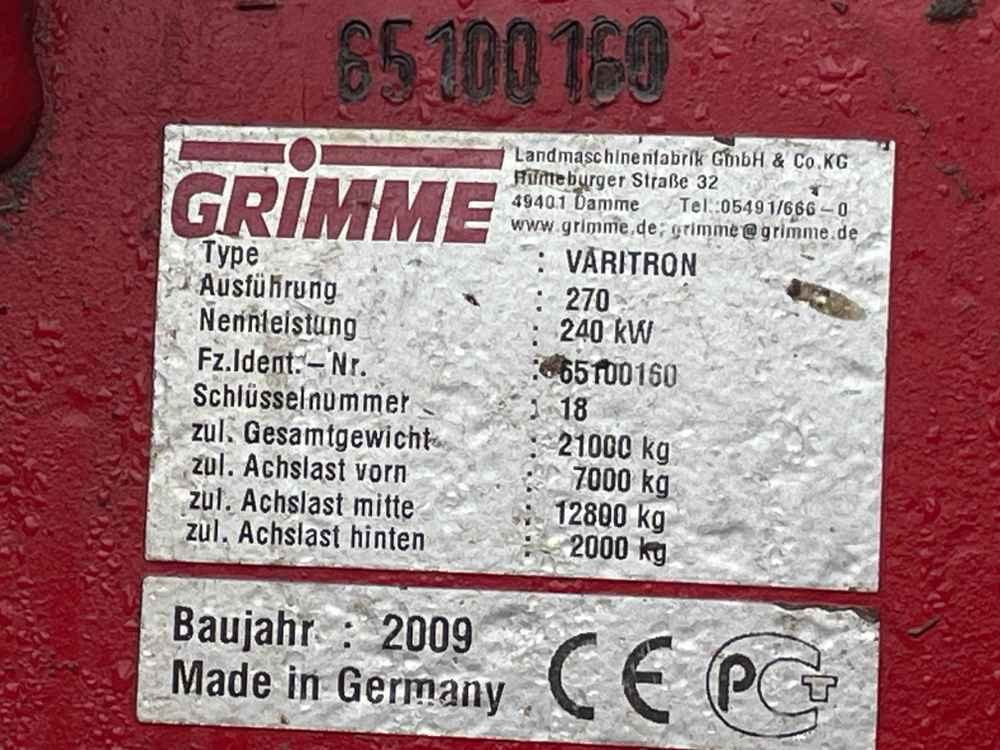 65100160
GRIMME
Landmaschinenfabrik GmbH & Co.KG
Hunteburger Straße 32
49401 Damme Tel.:05491/666-0
www.grimme.de; grimme@grimme.de
Type : VARITRON
Ausführung : 270
Nennleistung : 240 kW
Fz.Ident.-Nr. : 65100160
Schlüsselnummer : 18
zul. Gesamtgewicht : 21000 kg
zul. Achslast vorn : 7000 kg
zul. Achslast mitte : 12800 kg
zul. Achslast hinten : 2000 kg
Baujahr : 2009
Made in Germany
CE
PCT